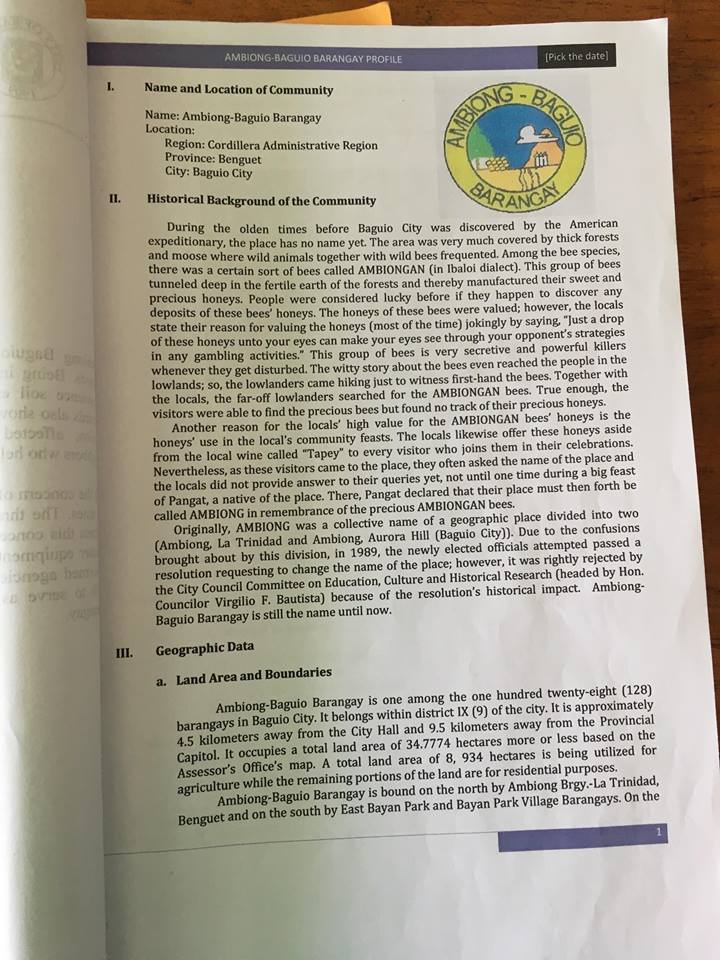 AMBIONG-BAGUIO BARANGAY PROFILE [Pick the date]
I. Name and Location of Community
AMBIONG - BAGUIO
BARANGAY
Name: Ambiong-Baguio Barangay
Location:
Region: Cordillera Administrative Region
Province: Benguet
City: Baguio City
II. Historical Background of the Community
During the olden times before Baguio City was discovered by the American
expeditionary, the place has no name yet. The area was very much covered by thick forests
and moose where wild animals together with wild bees frequented. Among the bee species,
there was a certain sort of bees called AMBIONGAN (in Ibaloi dialect). This group of bees
tunneled deep in the fertile earth of the forests and thereby manufactured their sweet and
precious honeys. People were considered lucky before if they happen to discover any
deposits of these bees' honeys. The honeys of these bees were valued; however, the locals
state their reason for valuing the honeys (most of the time) jokingly by saying, "Just a drop
of these honeys unto your eyes can make your eyes see through your opponent's strategies
in any gambling activities." This group of bees is very secretive and powerful killers
whenever they get disturbed. The witty story about the bees even reached the people in the
lowlands; so, the lowlanders came hiking just to witness first-hand the bees. Together with
the locals, the far-off lowlanders searched for the AMBIONGAN bees. True enough, the
visitors were able to find the precious bees but found no track of their precious honeys.
Another reason for the locals' high value for the AMBIONGAN bees' honeys is the
honeys' use in the local's community feasts. The locals likewise offer these honeys aside
from the local wine called "Tapey" to every visitor who joins them in their celebrations.
Nevertheless, as these visitors came to the place, they often asked the name of the place and
the locals did not provide answer to their queries yet, not until one time during a big feast
of Pangat, a native of the place. There, Pangat declared that their place must then forth be
called AMBIONG in remembrance of the precious AMBIONGAN bees.
Originally, AMBIONG was a collective name of a geographic place divided into two
(Ambiong, La Trinidad and Ambiong, Aurora Hill (Baguio City)). Due to the confusions
brought about by this division, in 1989, the newly elected officials attempted passed a
resolution requesting to change the name of the place; however, it was rightly rejected by
the City Council Committee on Education, Culture and Historical Research (headed by Hon.
Councilor Virgilio F. Bautista) because of the resolution's historical impact. Ambiong-
Baguio Barangay is still the name until now.
III. Geographic Data
a. Land Area and Boundaries
Ambiong-Baguio Barangay is one among the one hundred twenty-eight (128)
barangays in Baguio City. It belongs within district IX (9) of the city. It is approximately
4.5 kilometers away from the City Hall and 9.5 kilometers away from the Provincial
Capitol. It occupies a total land area of 34.7774 hectares more or less based on the
Assessor's Office's map. A total land area of 8, 934 hectares is being utilized for
agriculture while the remaining portions of the land are for residential purposes.
Ambiong-Baguio Barangay is bound on the north by Ambiong Brgy.-La Trinidad,
Benguet and on the south by East Bayan Park and Bayan Park Village Barangays. On the
1